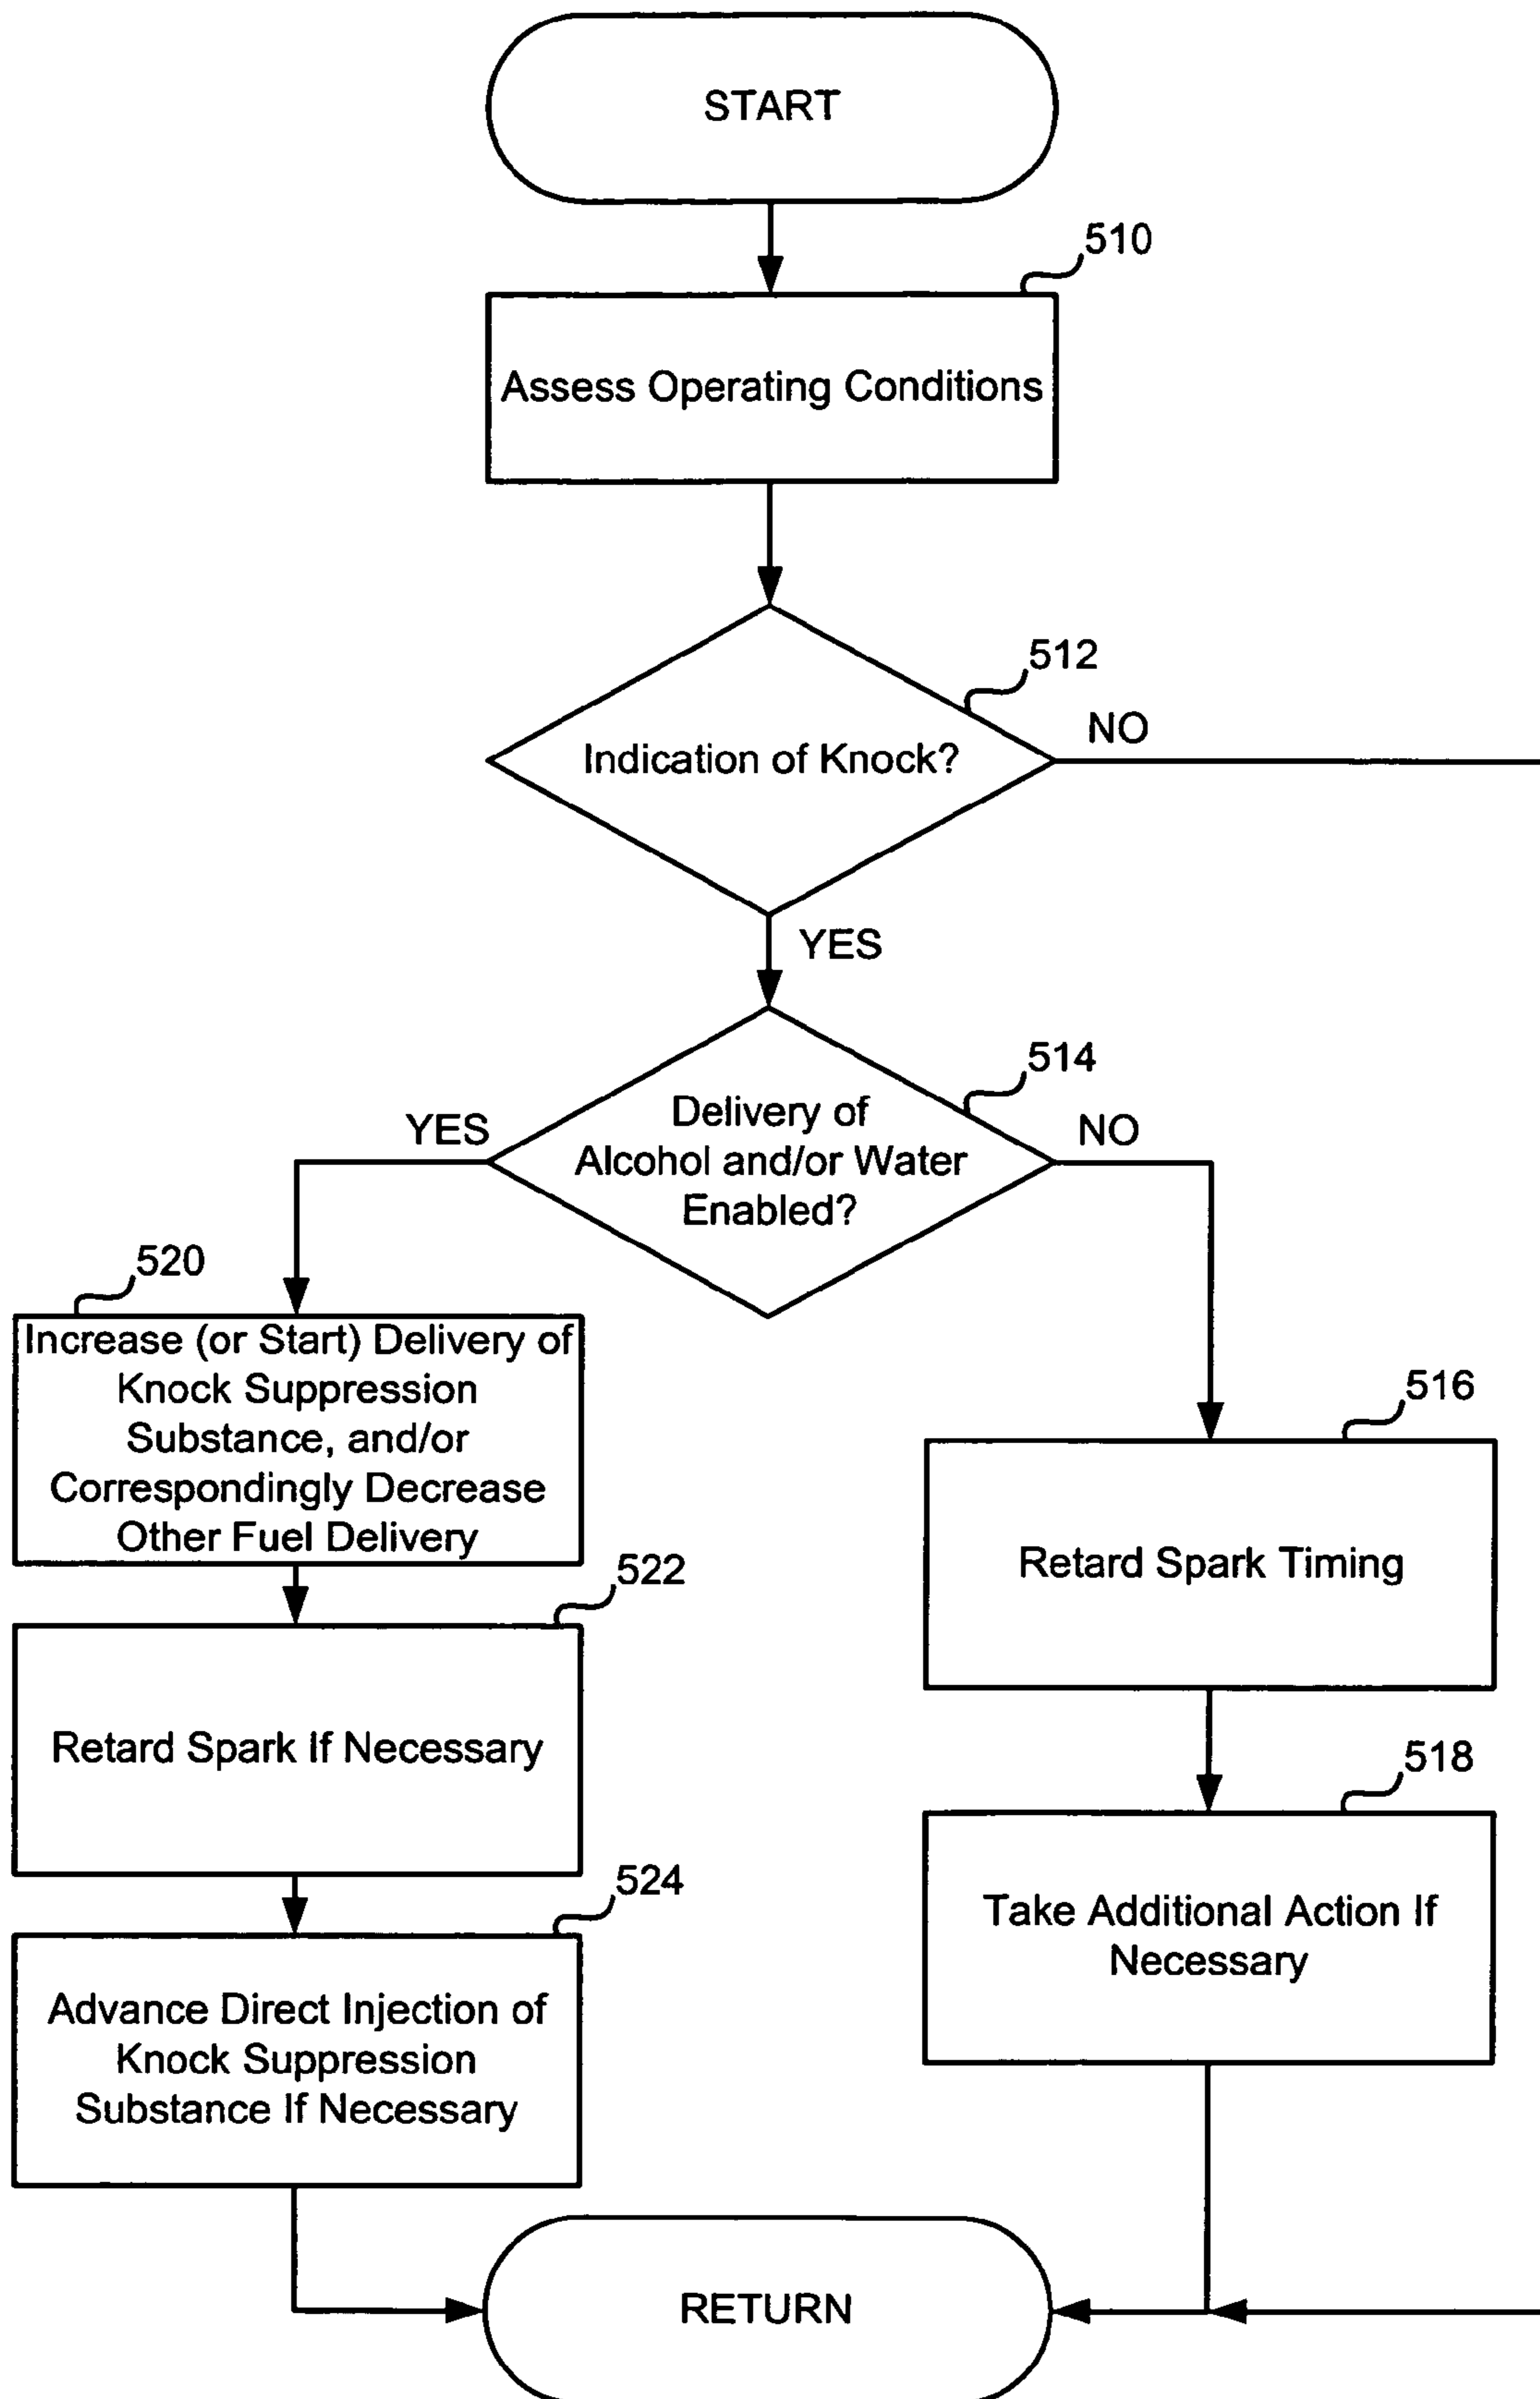 START
510
Assess Operating Conditions
512
Indication of Knock?
NO
YES
514
Delivery of
Alcohol and/or Water
Enabled?
YES
NO
520
Increase (or Start) Delivery of
Knock Suppression
Substance, and/or
Correspondingly Decrease
Other Fuel Delivery
516
Retard Spark Timing
522
Retard Spark If Necessary
518
Take Additional Action If
Necessary
524
Advance Direct Injection of
Knock Suppression
Substance If Necessary
RETURN